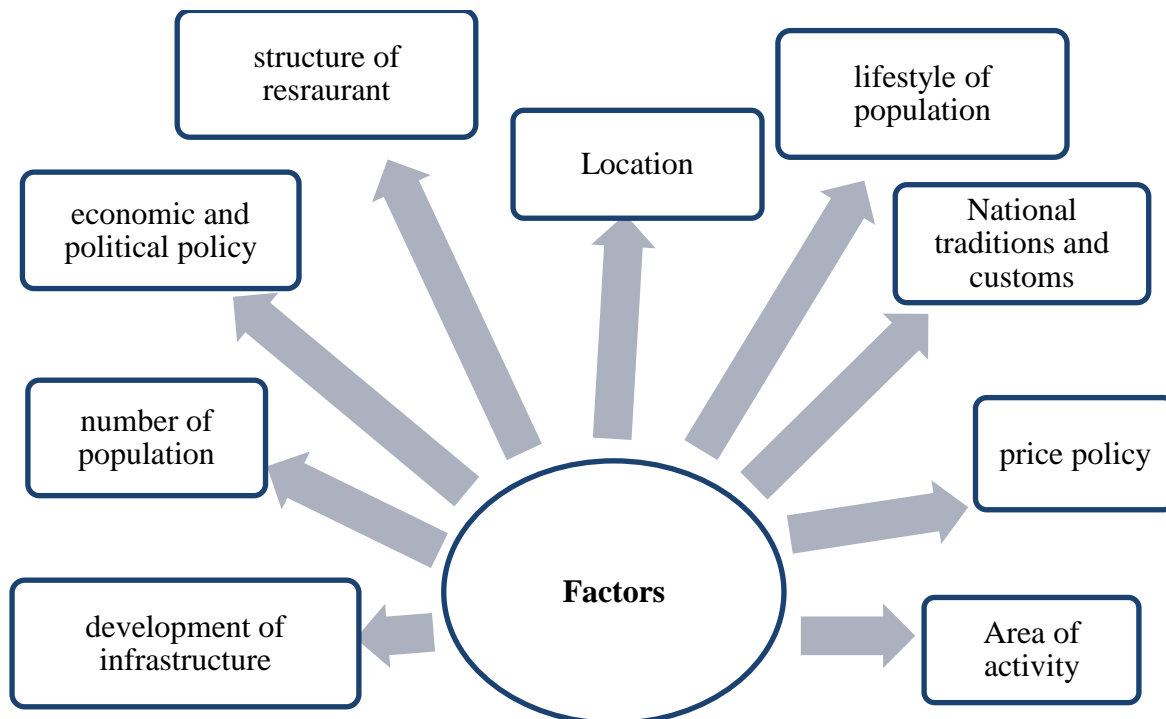 structure of
resraurant
lifestyle of
population
Location
economic and
political policy
National
traditions and
customs
number of
population
price policy
Factors
development of
infrastructure
Area of
activity